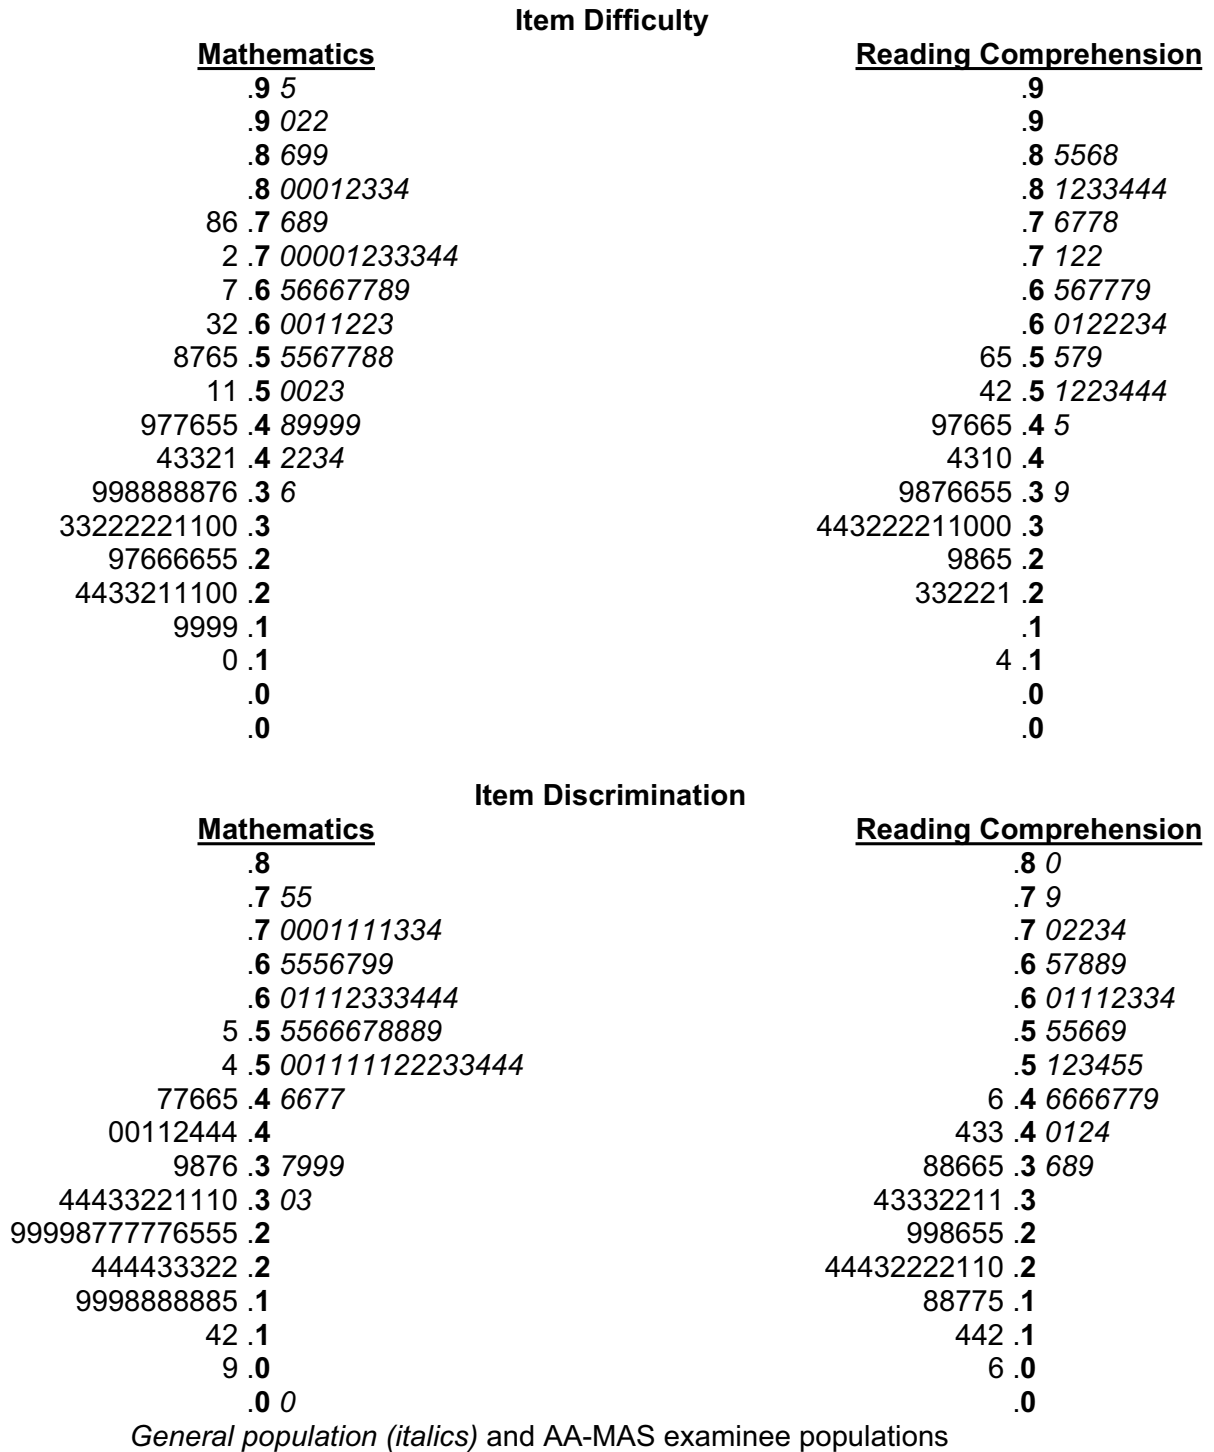 Item Difficulty
Mathematics Reading Comprehension
.9 5 .9
.9 022 .9
.8 699 .8 5568
.8 00012334 .8 1233444
86 .7 689 .7 6778
2 .7 00001233344 .7 122
7 .6 56667789 .6 567779
32 .6 0011223 .6 0122234
8765 .5 5567788 65 .5 579
11 .5 0023 42 .5 1223444
977655 .4 89999 97665 .4 5
43321 .4 2234 4310 .4
998888876 .3 6 9876655 .3 9
33222221100 .3 443222211000 .3
97666655 .2 9865 .2
4433211100 .2 332221 .2
9999 .1 .1
0 .1 4 .1
.0 .0
.0 .0
Item Discrimination
Mathematics Reading Comprehension
.8 .8 0
.7 55 .7 9
.7 0001111334 .7 02234
.6 5556799 .6 57889
.6 01112333444 .6 01112334
5 .5 5566678889 .5 55669
4 .5 001111122233444 .5 123455
77665 .4 6677 6 .4 6666779
00112444 .4 433 .4 0124
9876 .3 7999 88665 .3 689
44433221110 .3 03 43332211 .3
99998777776555 .2 998655 .2
444433322 .2 44432222110 .2
9998888885 .1 88775 .1
42 .1 442 .1
9 .0 6 .0
.0 0 .0
General population (italics) and AA-MAS examinee populations